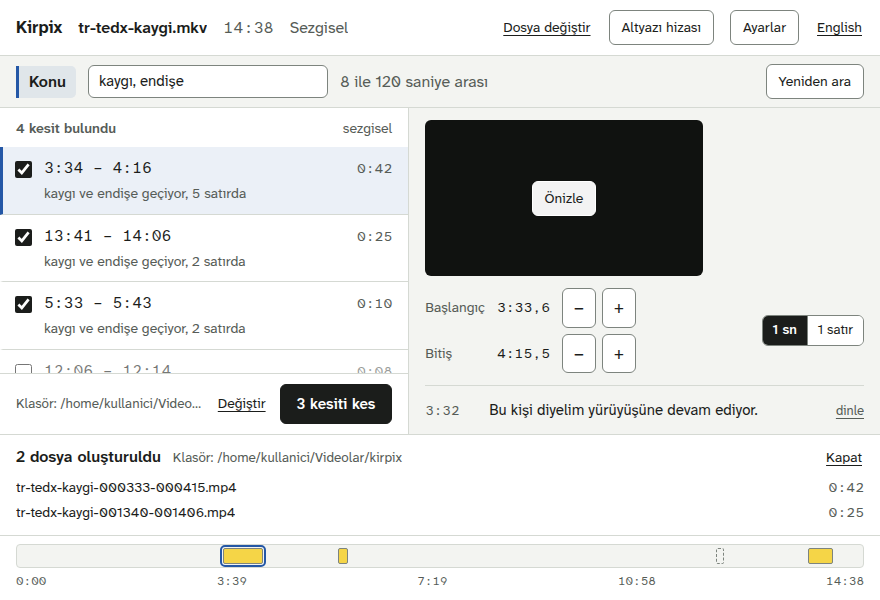 Kirpix tr-tedx-kaygi.mkv 14:38 Sezgisel Dosya değiştir Altyazı hizası Ayarlar English
Konu kaygı, endişe 8 ile 120 saniye arası Yeniden ara
4 kesit bulundu sezgisel
3:34 – 4:16 0:42
kaygı ve endişe geçiyor, 5 satırda
13:41 – 14:06 0:25
kaygı ve endişe geçiyor, 2 satırda
5:33 – 5:43 0:10
kaygı ve endişe geçiyor, 2 satırda
12:06 – 12:14 0:08
Klasör: /home/kullanici/Video... Değiştir 3 kesiti kes
Önizle
Başlangıç 3:33,6 − +
Bitiş 4:15,5 − +
1 sn 1 satır
3:32 Bu kişi diyelim yürüyüşüne devam ediyor. dinle
2 dosya oluşturuldu Klasör: /home/kullanici/Videolar/kirpix Kapat
tr-tedx-kaygi-000333-000415.mp4 0:42
tr-tedx-kaygi-001340-001406.mp4 0:25
0:00 3:39 7:19 10:58 14:38